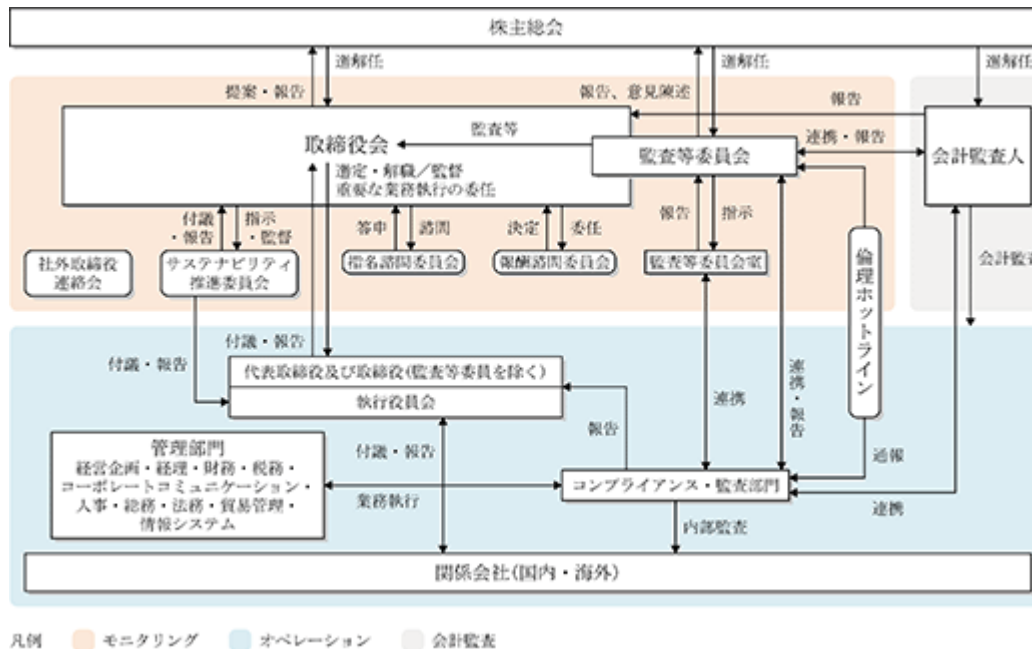 株主総会
選解任
選解任
選解任
提案・報告
報告、意見陳述
報告
監査等
連携・報告
取締役会
監査等委員会
会計監査人
選定・解職／監督
重要な業務執行の委任
付議
・報告
指示
・監督
答申
諮問
決定
委任
報告
指示
社外取締役
連絡会
サステナビリティ
推進委員会
指名諮問委員会
報酬諮問委員会
監査等委員会室
倫理ホットライン
会計監査
付議・報告
付議・報告
代表取締役及び取締役(監査等委員を除く)
執行役員会
連携
連携・報告
報告
付議・報告
通報
管理部門
経営企画・経理・財務・税務・
コーポレートコミュニケーション・
人事・総務・法務・貿易管理・
情報システム
業務執行
コンプライアンス・監査部門
連携
内部監査
関係会社(国内・海外)
凡例
モニタリング
オペレーション
会計監査